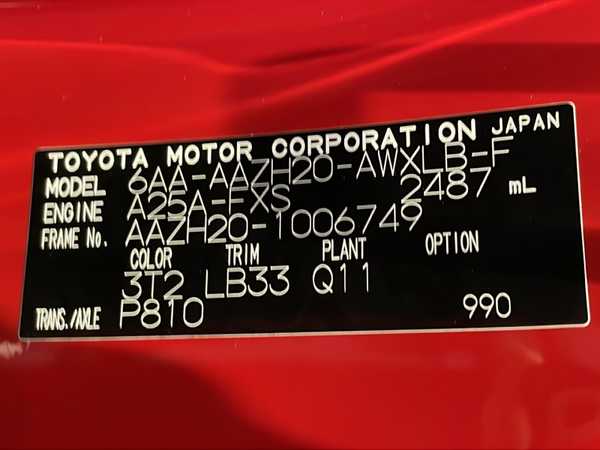 TOYOTA MOTOR CORPORATION JAPAN
MODEL 6AA-AAZH20-AWXLB-F
ENGINE A25A-FXS 2487 mL
FRAME No. AAZH20-1006749
COLOR TRIM PLANT OPTION
3T2 LB33 Q11
TRANS./AXLE P810 990